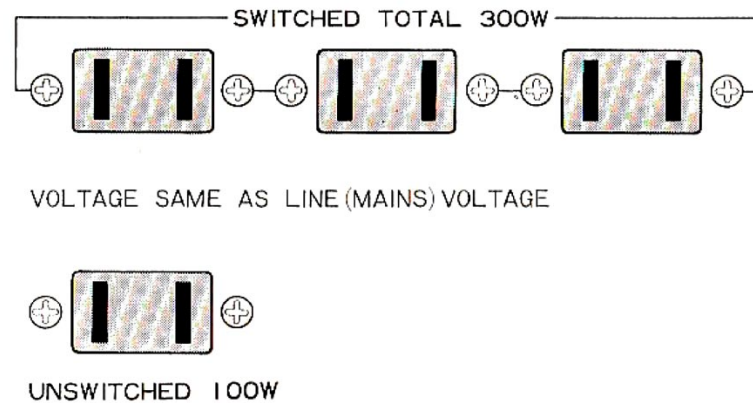 SWITCHED TOTAL 300W
VOLTAGE SAME AS LINE(MAINS)VOLTAGE
UNSWITCHED 100W